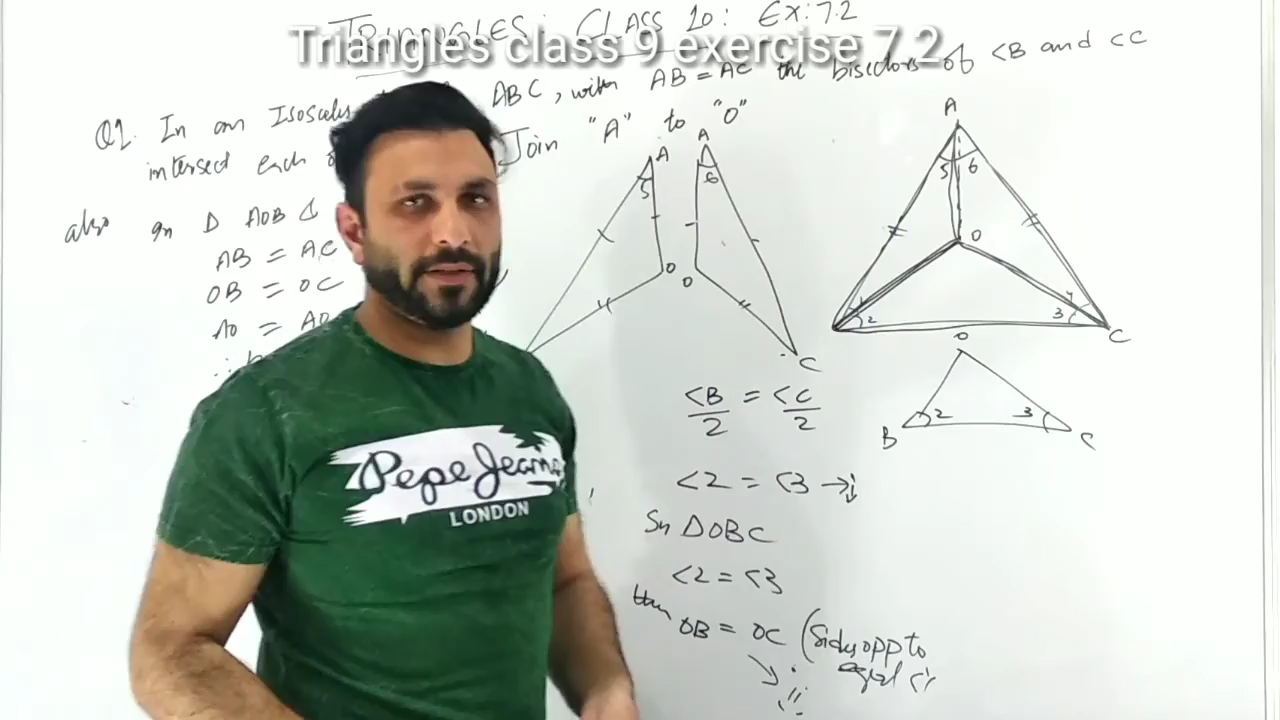 TRIANGLES: CLASS 10: EX:7.2
Triangles class 9 exercise 7.2
Q1. In an Isosceles ABC, with AB = AC the bisectors of <B and <C
intersect each Join "A" to "O"
also In Δ AOB &
AB = AC
OB = OC
AO = AO
A
5
O
A
6
O
C
A
5 6
O
1
2
3
4
C
O
B 2 3 C
<B/2 = <C/2
<2 = <3 → i
In ΔOBC
<2 = <3
then OB = OC (Sides opp to
equal <s
ii
Pepe Jeans
LONDON